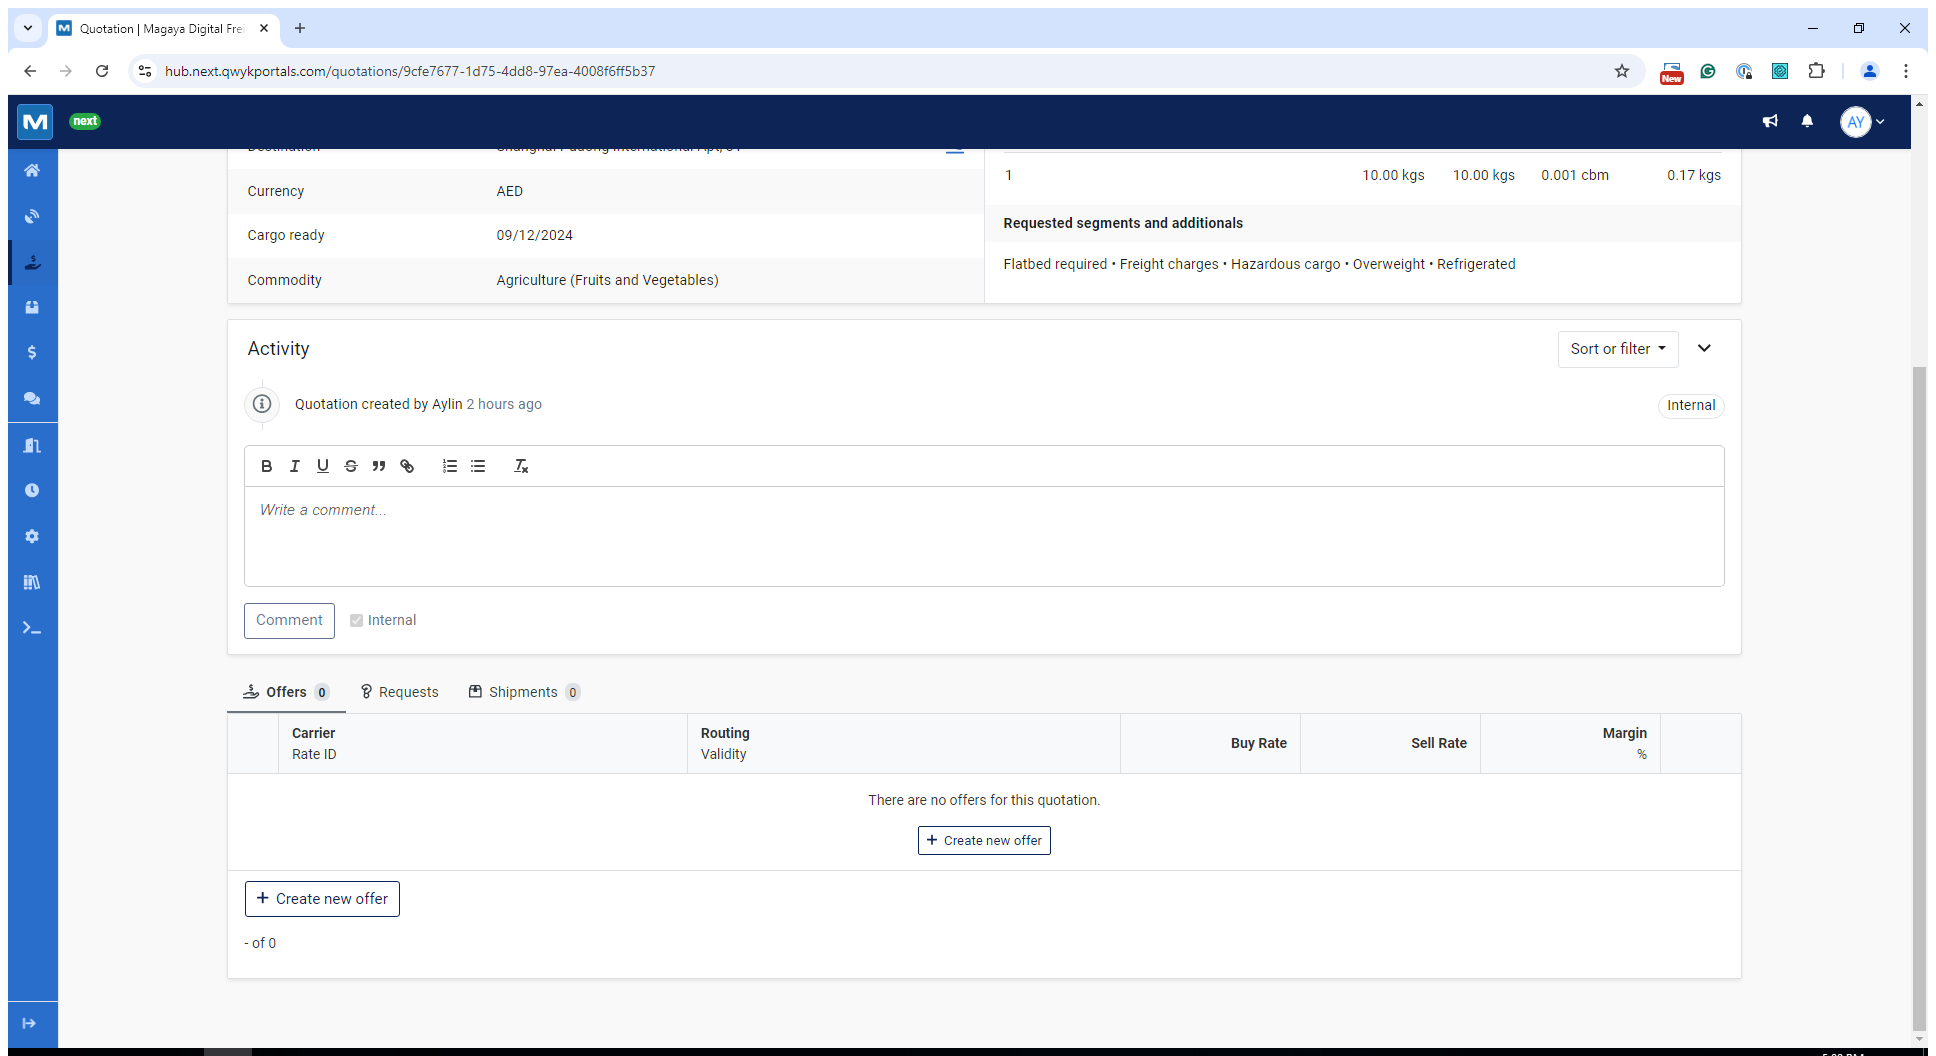 Quotation | Magaya Digital Frei
hub.next.qwykportals.com/quotations/9cfe7677-1d75-4dd8-97ea-4008f6ff5b37
New
M
next
AY
Destination
Currency
AED
Cargo ready
09/12/2024
Commodity
Agriculture (Fruits and Vegetables)
1
10.00 kgs
10.00 kgs
0.001 cbm
0.17 kgs
Requested segments and additionals
Flatbed required • Freight charges • Hazardous cargo • Overweight • Refrigerated
Activity
Sort or filter
Quotation created by Aylin 2 hours ago
Internal
Write a comment...
Comment
Internal
Offers 0
Requests
Shipments 0
Carrier
Rate ID
Routing
Validity
Buy Rate
Sell Rate
Margin
%
There are no offers for this quotation.
+ Create new offer
+ Create new offer
- of 0